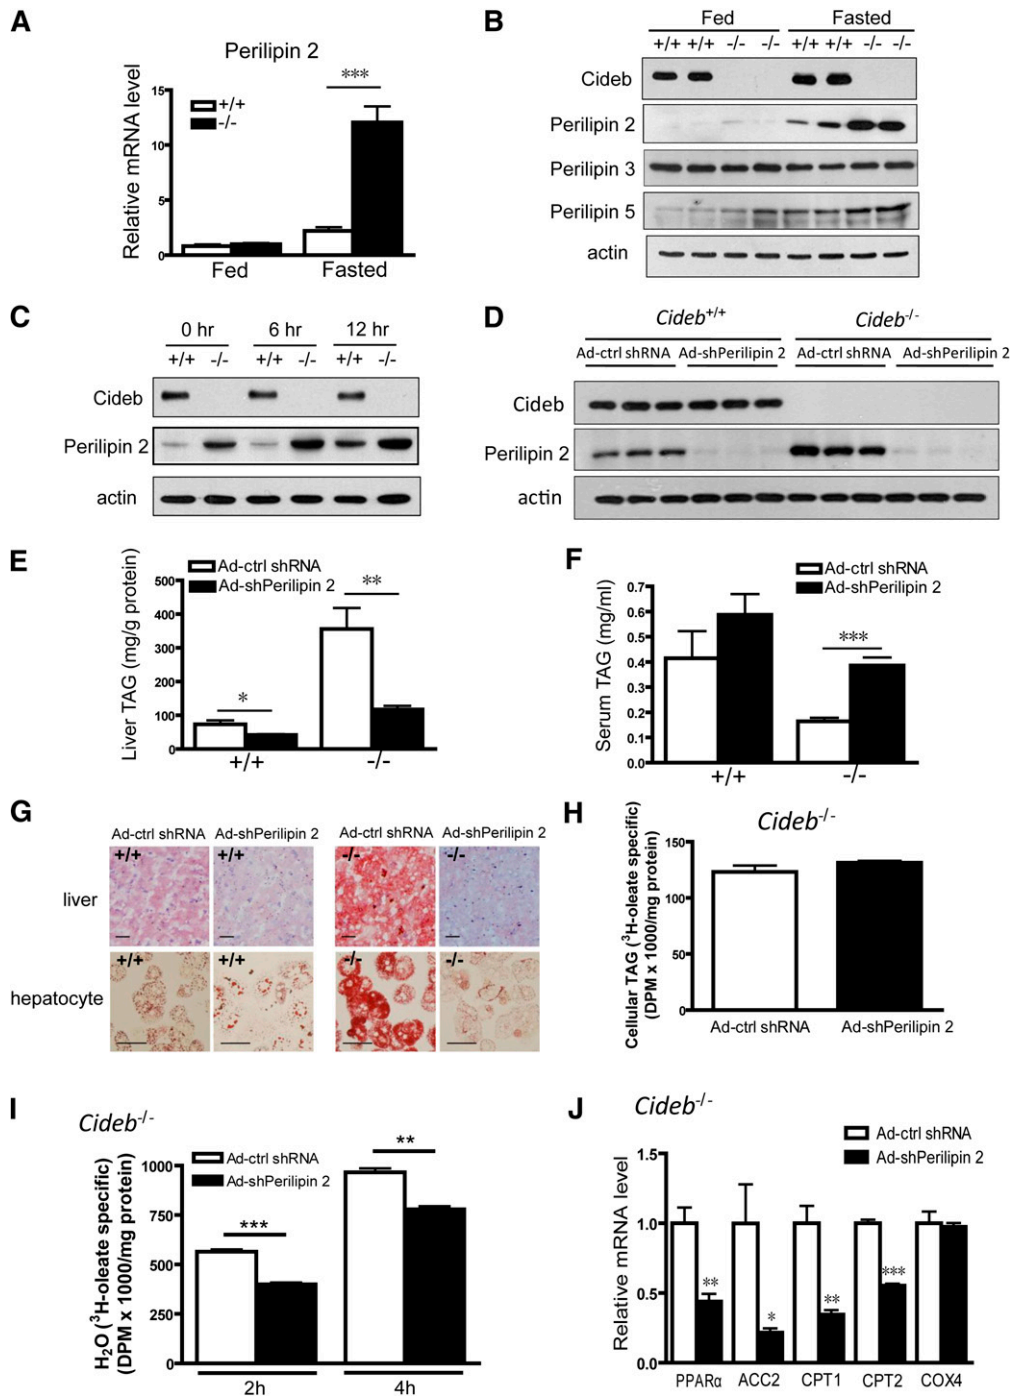 A
Perilipin 2
Relative mRNA level
15
10
5
0
+/+
-/-
***
Fed
Fasted
B
Fed Fasted
+/+ +/+ -/- -/- +/+ +/+ -/- -/-
Cideb
Perilipin 2
Perilipin 3
Perilipin 5
actin
C
0 hr 6 hr 12 hr
+/+ -/- +/+ -/- +/+ -/-
Cideb
Perilipin 2
actin
D
Cideb+/+ Cideb-/-
Ad-ctrl shRNA Ad-shPerilipin 2 Ad-ctrl shRNA Ad-shPerilipin 2
Cideb
Perilipin 2
actin
E
Ad-ctrl shRNA
Ad-shPerilipin 2
Liver TAG (mg/g protein)
500
400
300
200
100
0
*
**
+/+ -/-
F
Ad-ctrl shRNA
Ad-shPerilipin 2
Serum TAG (mg/ml)
0.7
0.6
0.5
0.4
0.3
0.2
0.1
0.0
***
+/+ -/-
G
Ad-ctrl shRNA Ad-shPerilipin 2 Ad-ctrl shRNA Ad-shPerilipin 2
liver
+/+ +/+ -/- -/-
hepatocyte
+/+ +/+ -/- -/-
H
Cideb-/-
Cellular TAG (3H-oleate specific)
(DPM x 1000/mg protein)
150
100
50
0
Ad-ctrl shRNA Ad-shPerilipin 2
I
Cideb-/-
H2O (3H-oleate specific)
(DPM x 1000/mg protein)
1000
750
500
250
0
Ad-ctrl shRNA
Ad-shPerilipin 2
***
**
2h 4h
J
Cideb-/-
Ad-ctrl shRNA
Ad-shPerilipin 2
Relative mRNA level
1.5
1.0
0.5
0.0
** * ** ***
PPARα ACC2 CPT1 CPT2 COX4